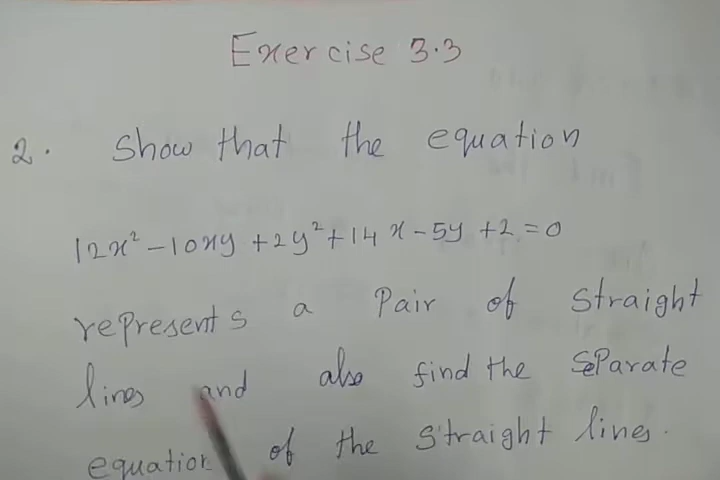 Exercise 3.3
2. Show that the equation
12x² - 10xy + 2y² + 14x - 5y + 2 = 0
represents a Pair of Straight
lines and also find the Separate
equation of the Straight lines.